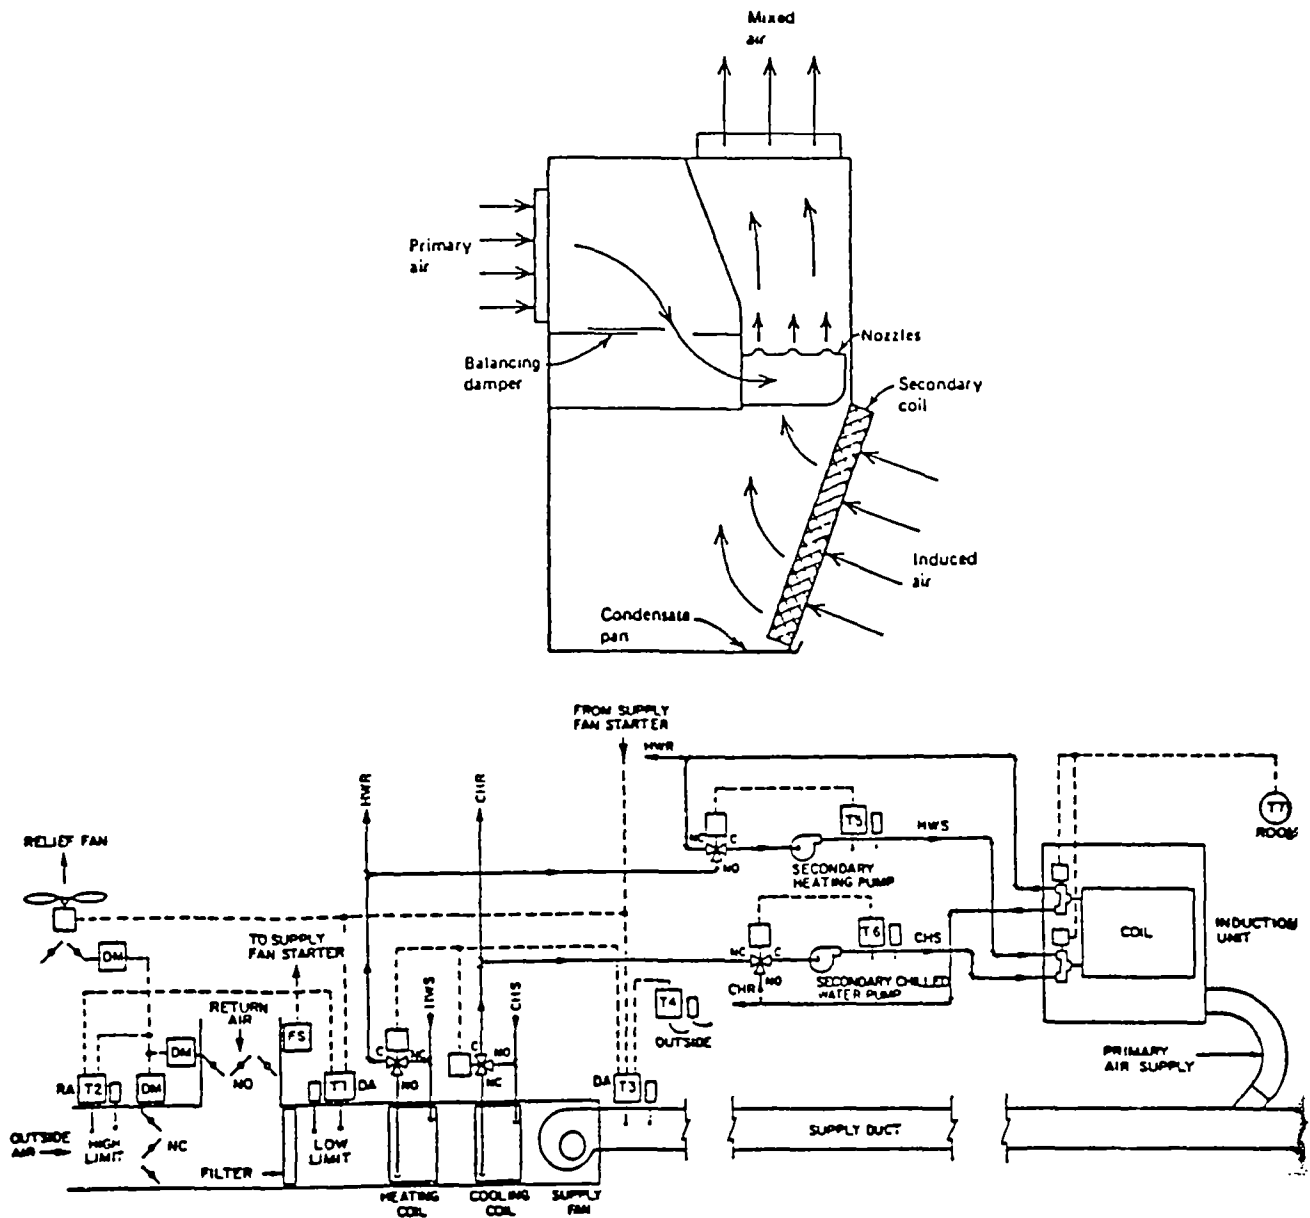 Mixed
air
Primary
air
Balancing
damper
Nozzles
Secondary
coil
Induced
air
Condensate
pan
FROM SUPPLY
FAN STARTER
HWR
HWR
CHR
RELIEF FAN
T5
NC
C
NO
HWS
SECONDARY
HEATING PUMP
T7
ROOM
TO SUPPLY
FAN STARTER
DM
T6
NC
C
NO
CHS
CHR
SECONDARY CHILLED
WATER PUMP
COIL
INDUCTION
UNIT
HWS
CHS
T4
OUTSIDE
RETURN
AIR
FS
DM
NO
C
NC
NO
C
NO
NC
PRIMARY
AIR SUPPLY
RA
T2
DM
T1
DA
DA
T3
OUTSIDE
AIR
HIGH
LIMIT
NC
FILTER
LOW
LIMIT
SUPPLY DUCT
HEATING
COIL
COOLING
COIL
SUPPLY
FAN